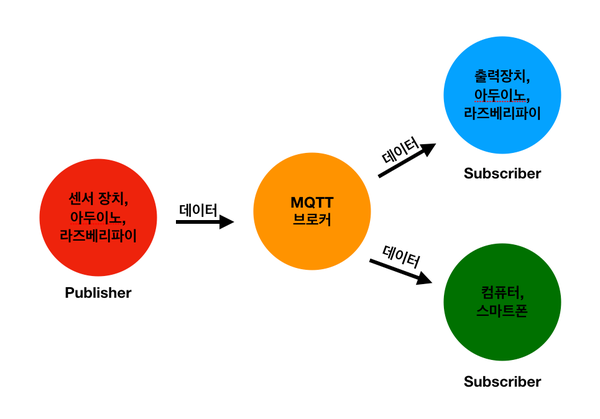 센서 장치,
아두이노,
라즈베리파이
Publisher
데이터
MQTT
브로커
데이터
출력장치,
아두이노,
라즈베리파이
Subscriber
데이터
컴퓨터,
스마트폰
Subscriber